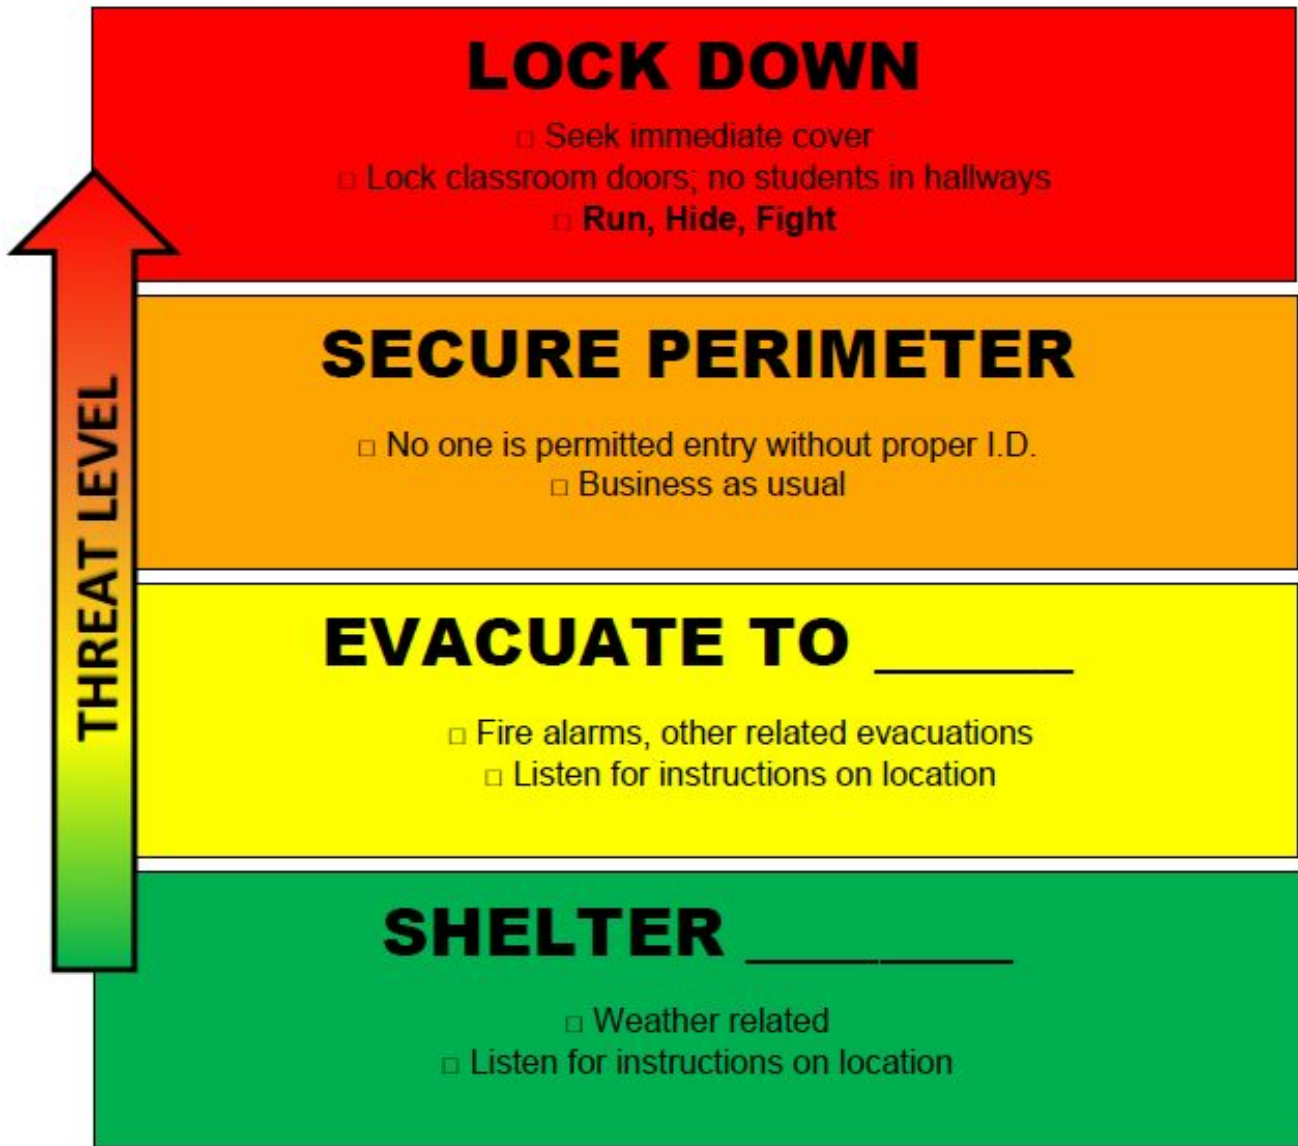 LOCK DOWN
□ Seek immediate cover
□ Lock classroom doors; no students in hallways
□ Run, Hide, Fight
SECURE PERIMETER
□ No one is permitted entry without proper I.D.
□ Business as usual
EVACUATE TO _____
□ Fire alarms, other related evacuations
□ Listen for instructions on location
SHELTER ________
□ Weather related
□ Listen for instructions on location
THREAT LEVEL